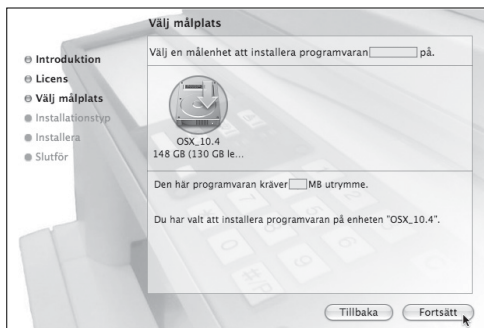 Välj målplats
Introduktion
Licens
Välj målplats
Installationstyp
Installera
Slutför
Välj en målenhet att installera programvaran på.
OSX_10.4
148 GB (130 GB le...
Den här programvaran kräver MB utrymme.
Du har valt att installera programvaran på enheten "OSX_10.4".
Tillbaka
Fortsätt